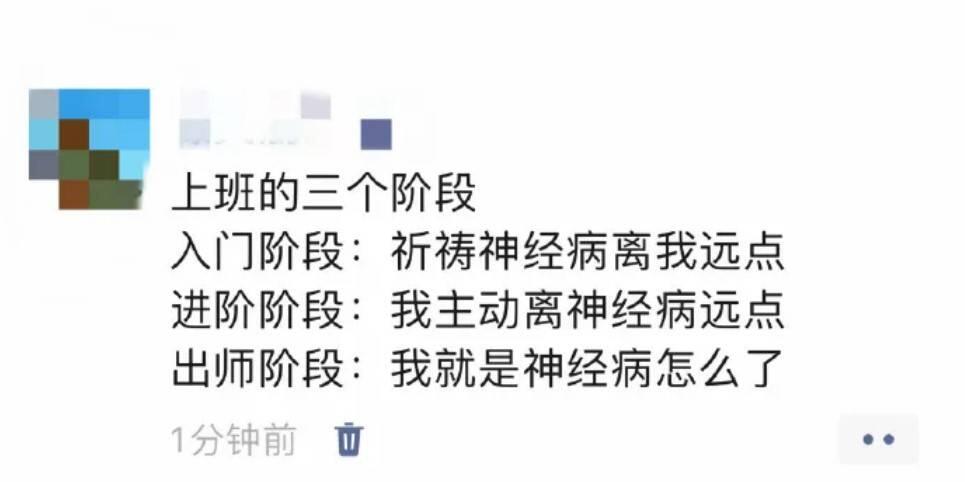 上班的三个阶段
入门阶段：祈祷神经病离我远点
进阶阶段：我主动离神经病远点
出师阶段：我就是神经病怎么了
1分钟前